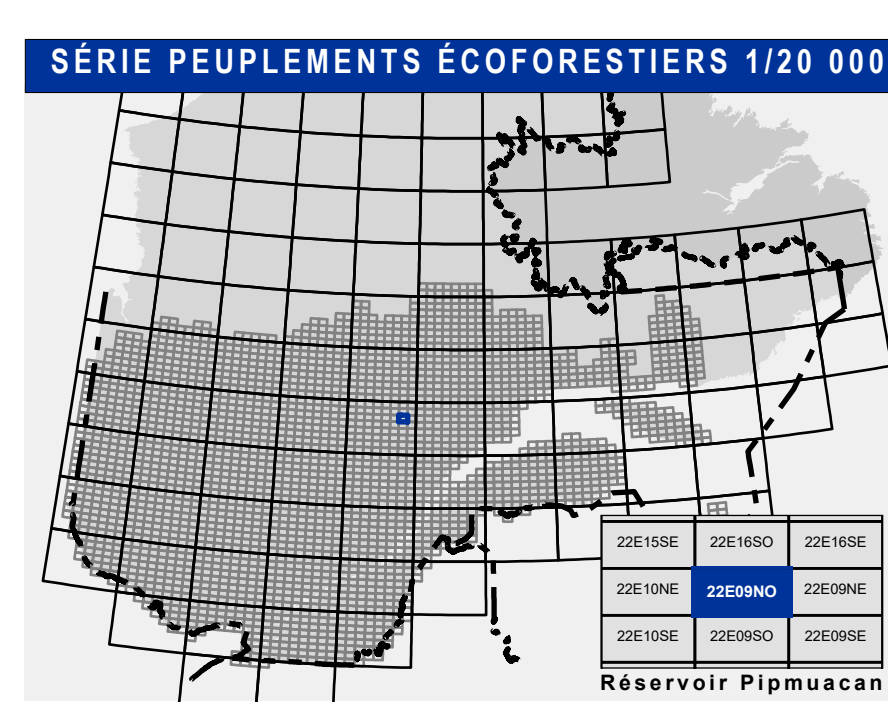 SÉRIE PEUPLEMENTS ÉCOFORESTIERS 1/20 000
22E15SE 22E16SO 22E16SE
22E10NE 22E09NO 22E09NE
22E10SE 22E09SO 22E09SE
Réservoir Pipmuacan